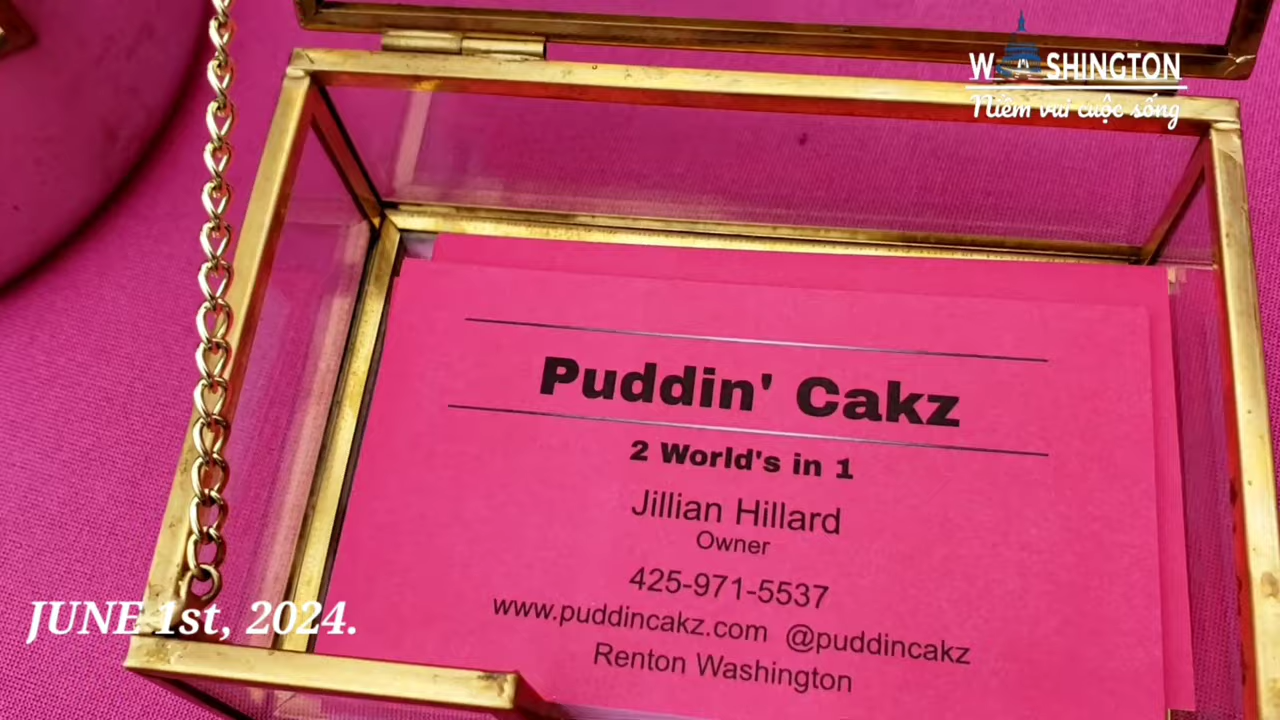 WASHINGTON
Niềm vui cuộc sống
Puddin' Cakz
2 World's in 1
Jillian Hillard
Owner
425-971-5537
www.puddincakz.com @puddincakz
Renton Washington
JUNE 1st, 2024.